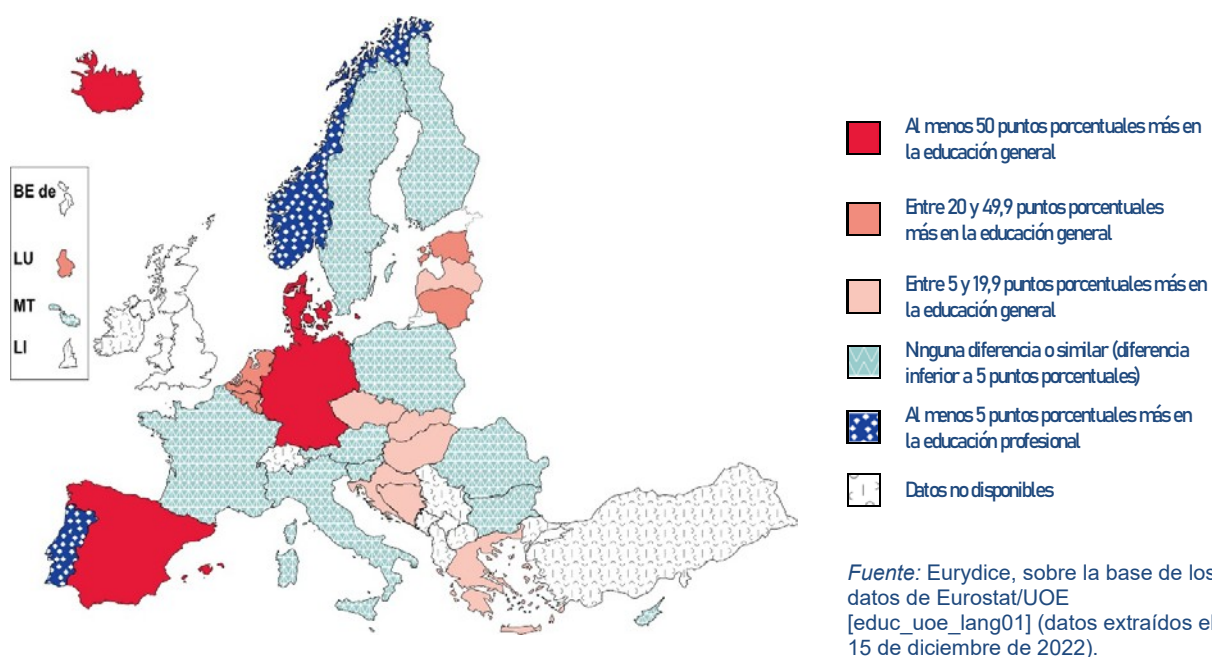 BE de
LU
MT
LI
Al menos 50 puntos porcentuales más en
la educación general
Entre 20 y 49,9 puntos porcentuales
más en la educación general
Entre 5 y 19,9 puntos porcentuales más en
la educación general
Nnguna diferencia o similar (diferencia
inferior a 5 puntos porcentuales)
Al menos 5 puntos porcentuales más en
la educación profesional
Datos no disponibles
Fuente: Eurydice, sobre la base de los
datos de Eurostat/UOE
[educ_uoe_lang01] (datos extraídos el
15 de diciembre de 2022).